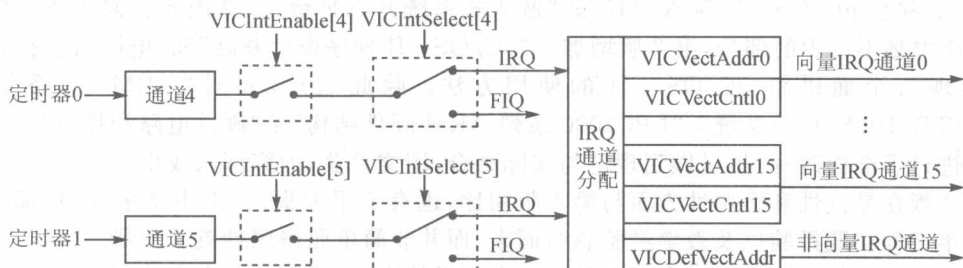 VICIntEnable[4]
VICIntSelect[4]
定时器0
通道4
IRQ
FIQ
VICIntEnable[5]
VICIntSelect[5]
定时器1
通道5
IRQ
FIQ
IRQ
通道
分配
VICVectAddr0
向量IRQ通道0
VICVectCntl0
⋮
⋮
VICVectAddr15
向量IRQ通道15
VICVectCntl15
VICDefVectAddr
非向量IRQ通道